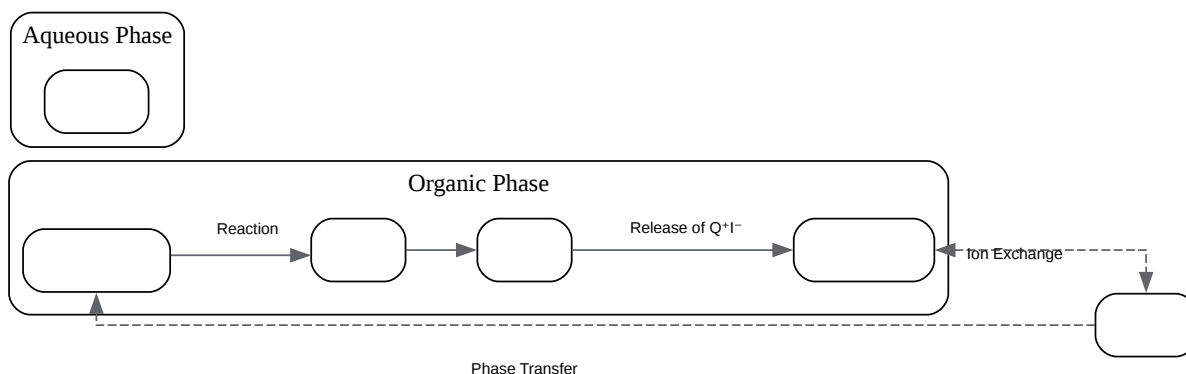 Aqueous Phase
Organic Phase
Reaction
Release of Q⁺I⁻
Ion Exchange
Phase Transfer